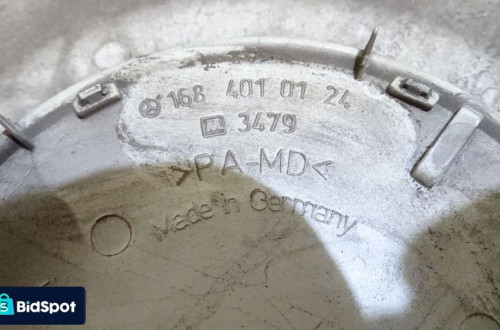 168 401 01 24
3479
>PA-MD<
Made in Germany
BidSpot